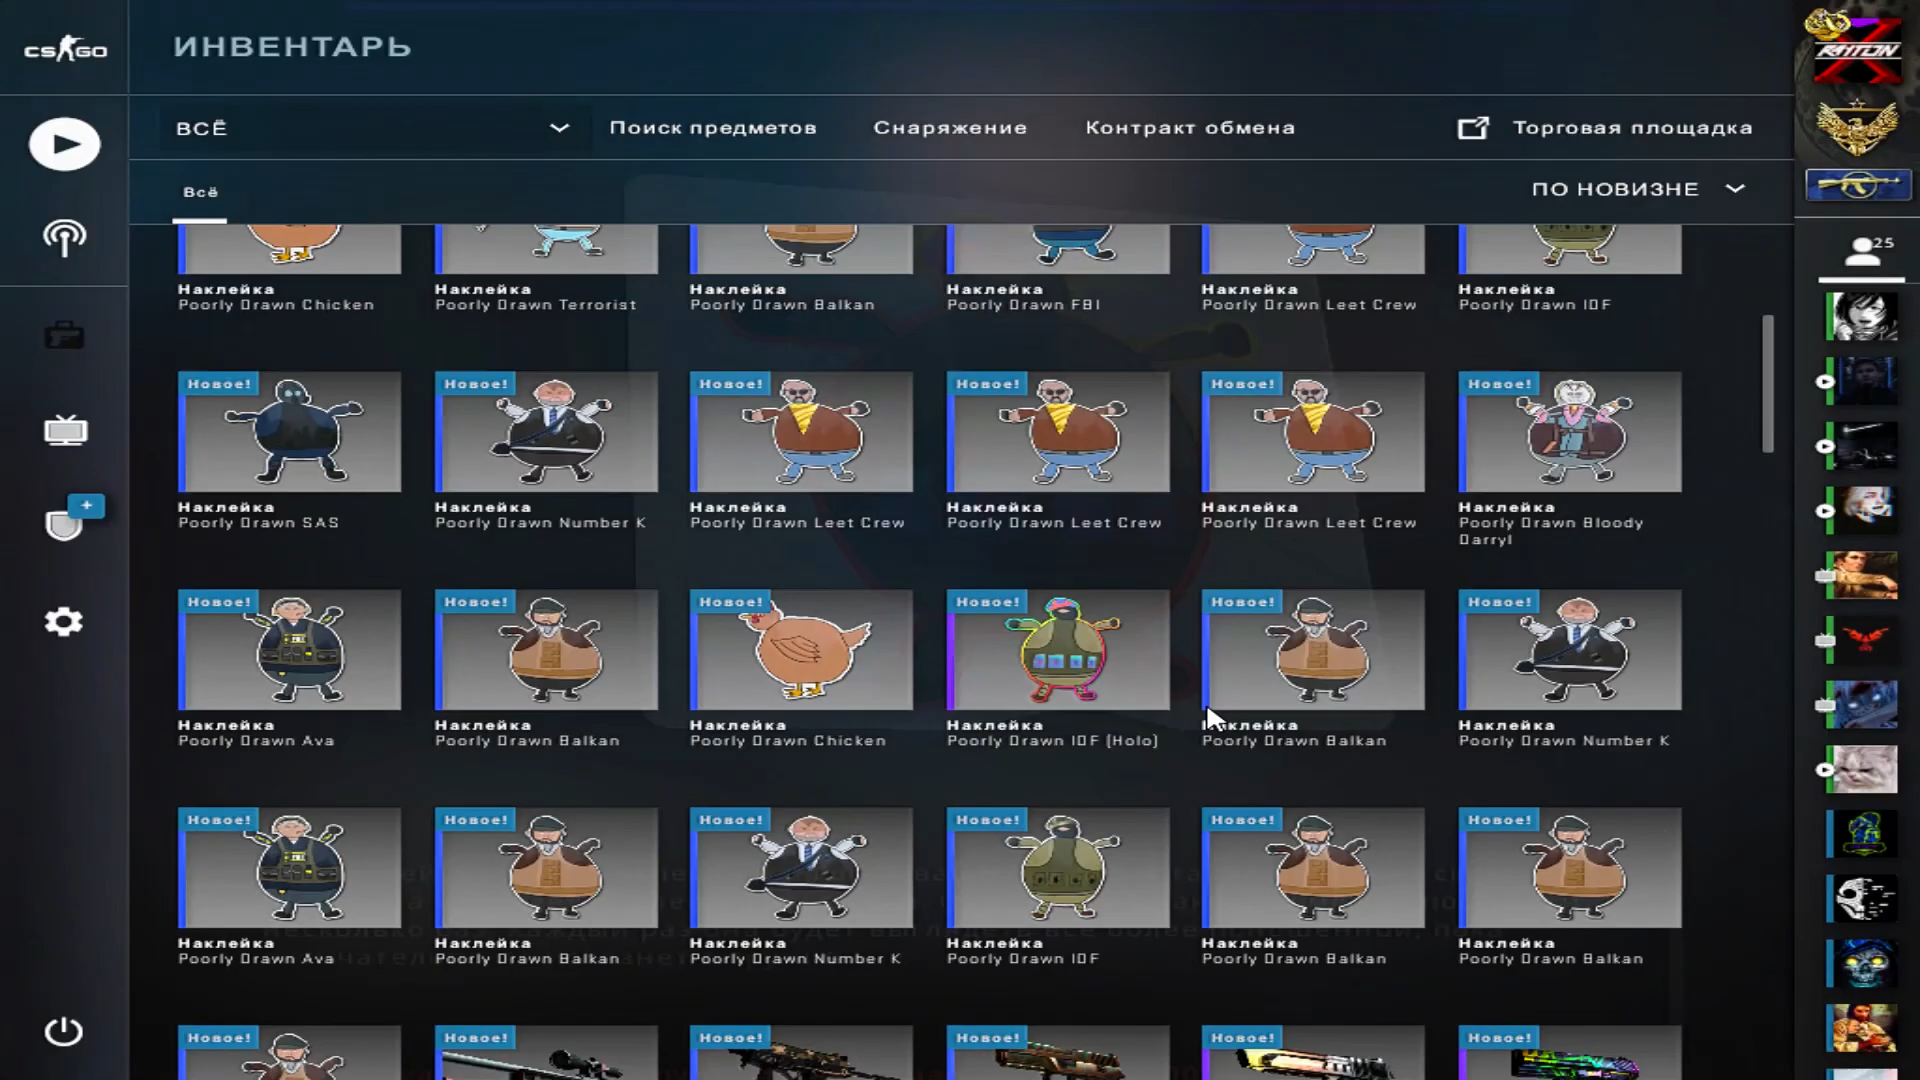 CS GO
ИНВЕНТАРЬ
ВСЁ
Поиск предметов
Снаряжение
Контракт обмена
Торговая площадка
Всё
ПО НОВИЗНЕ
25
Наклейка
Poorly Drawn Chicken
Наклейка
Poorly Drawn Terrorist
Наклейка
Poorly Drawn Balkan
Наклейка
Poorly Drawn FBI
Наклейка
Poorly Drawn Leet Crew
Наклейка
Poorly Drawn IDF
Новое!
Наклейка
Poorly Drawn SAS
Новое!
Наклейка
Poorly Drawn Number K
Новое!
Наклейка
Poorly Drawn Leet Crew
Новое!
Наклейка
Poorly Drawn Leet Crew
Новое!
Наклейка
Poorly Drawn Leet Crew
Новое!
Наклейка
Poorly Drawn Bloody
Darryl
Новое!
Наклейка
Poorly Drawn Ava
Новое!
Наклейка
Poorly Drawn Balkan
Новое!
Наклейка
Poorly Drawn Chicken
Новое!
Наклейка
Poorly Drawn IDF (Holo)
Новое!
Наклейка
Poorly Drawn Balkan
Новое!
Наклейка
Poorly Drawn Number K
Новое!
Наклейка
Poorly Drawn Ava
Новое!
Наклейка
Poorly Drawn Balkan
Новое!
Наклейка
Poorly Drawn Number K
Новое!
Наклейка
Poorly Drawn IDF
Новое!
Наклейка
Poorly Drawn Balkan
Новое!
Наклейка
Poorly Drawn Balkan
Новое!
Новое!
Новое!
Новое!
Новое!
Новое!